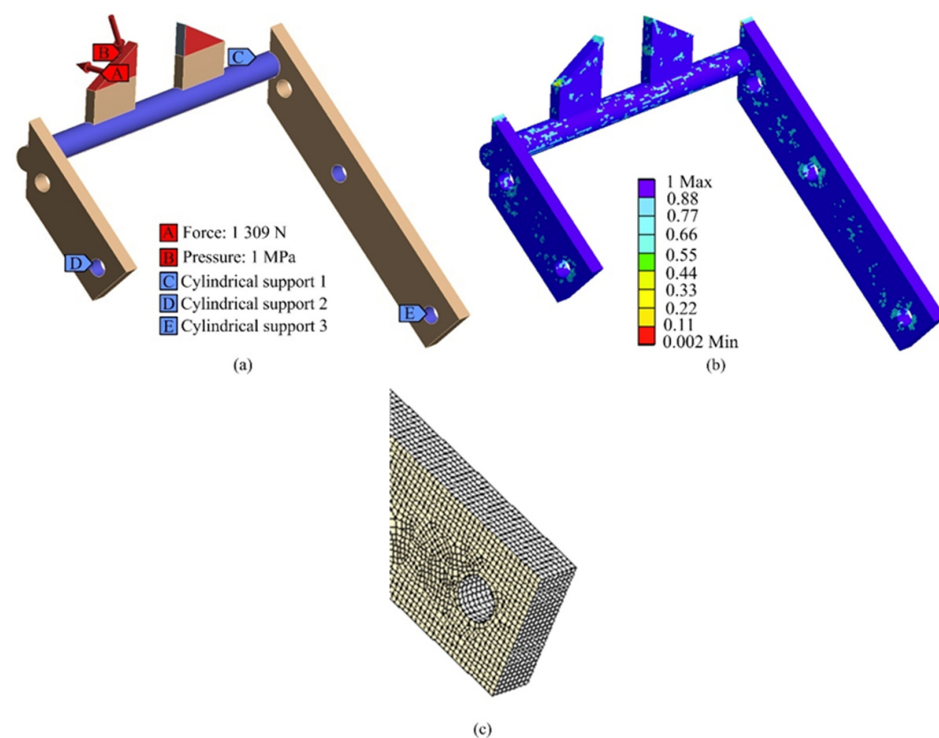 B
A
C
D
E
A Force: 1 309 N
B Pressure: 1 MPa
C Cylindrical support 1
D Cylindrical support 2
E Cylindrical support 3
(a)
1 Max
0.88
0.77
0.66
0.55
0.44
0.33
0.22
0.11
0.002 Min
(b)
(c)